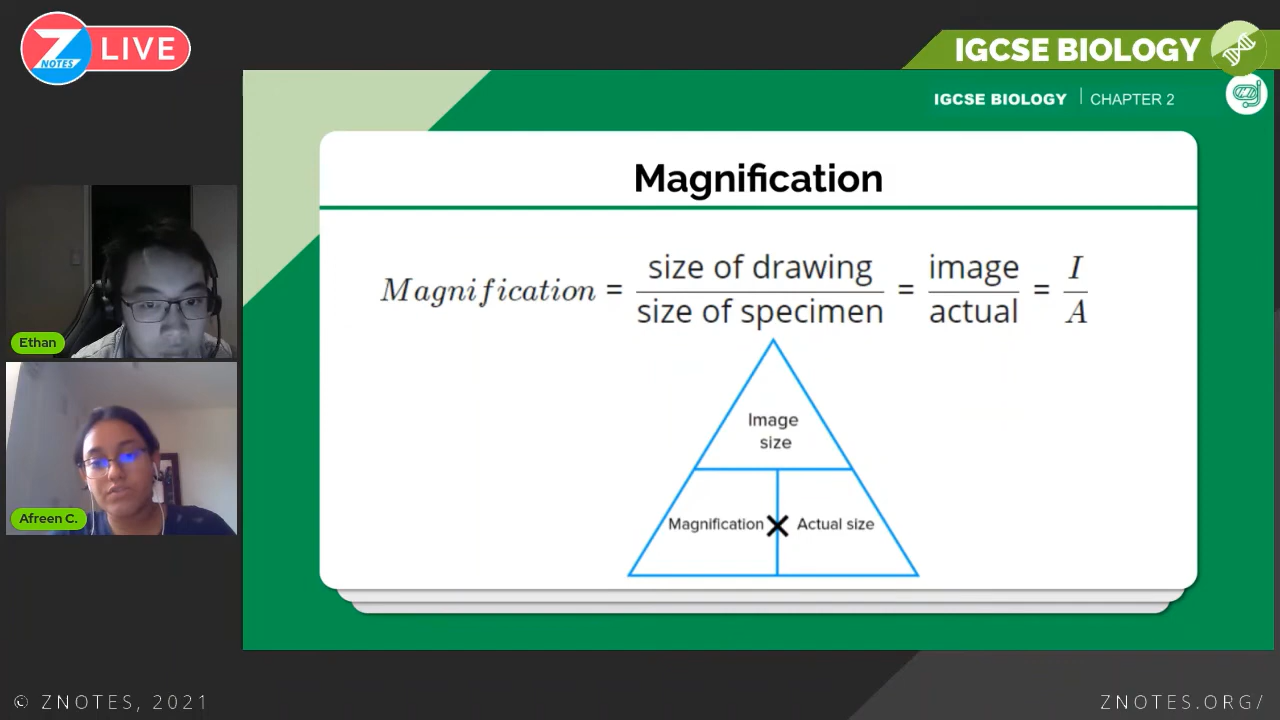 Z
NOTES
LIVE
IGCSE BIOLOGY
IGCSE BIOLOGY | CHAPTER 2
Magnification
Magnification = size of drawing / size of specimen = image / actual = I / A
Image
size
Magnification × Actual size
Ethan
Afreen C.
© ZNOTES, 2021
ZNOTES.ORG/